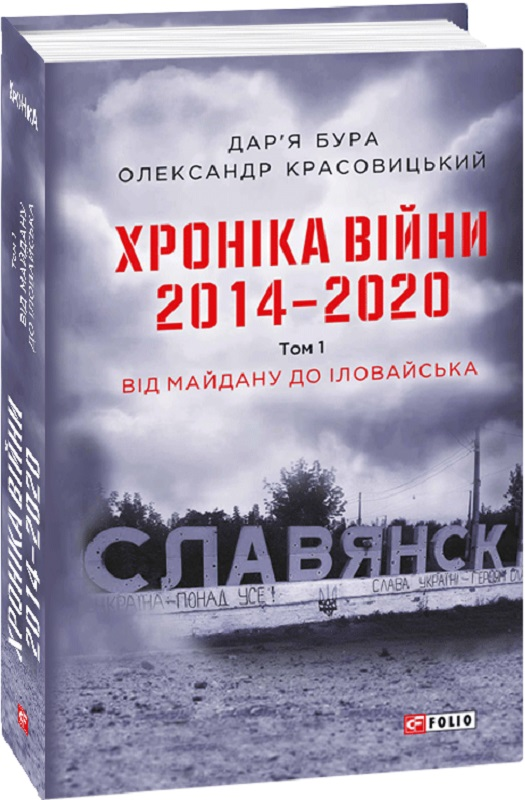 ДАР'Я БУРА
ОЛЕКСАНДР КРАСОВИЦЬКИЙ
ХРОНІКА ВІЙНИ
2014–2020
Том 1
ВІД МАЙДАНУ ДО ІЛОВАЙСЬКА
СЛАВЯНСК
УКРАЇНА-ПОНАД УСЕ!
СЛАВА УКРАЇНІ-ГЕРОЯМ
FOLIO
ХРОНІКА
Том 1
ВІД МАЙДАНУ
ДО ІЛОВАЙСЬКА
ХРОНІКА ВІЙНИ
2014–2020